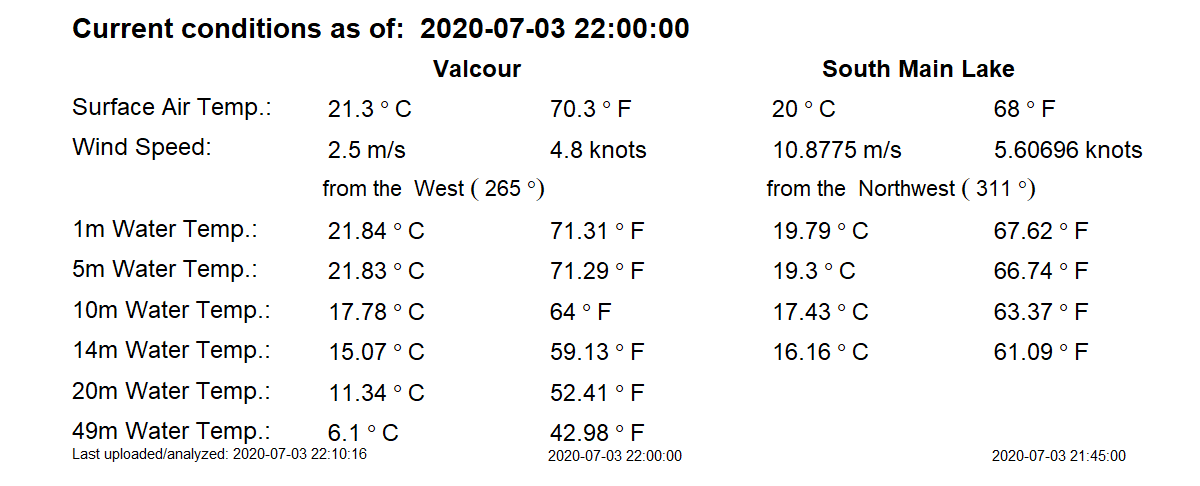 Current conditions as of: 2020-07-03 22:00:00
Valcour South Main Lake
Surface Air Temp.: 21.3 ° C 70.3 ° F 20 ° C 68 ° F
Wind Speed: 2.5 m/s 4.8 knots 10.8775 m/s 5.60696 knots
from the West ( 265 °) from the Northwest ( 311 °)
1m Water Temp.: 21.84 ° C 71.31 ° F 19.79 ° C 67.62 ° F
5m Water Temp.: 21.83 ° C 71.29 ° F 19.3 ° C 66.74 ° F
10m Water Temp.: 17.78 ° C 64 ° F 17.43 ° C 63.37 ° F
14m Water Temp.: 15.07 ° C 59.13 ° F 16.16 ° C 61.09 ° F
20m Water Temp.: 11.34 ° C 52.41 ° F
49m Water Temp.: 6.1 ° C 42.98 ° F
Last uploaded/analyzed: 2020-07-03 22:10:16 2020-07-03 22:00:00 2020-07-03 21:45:00